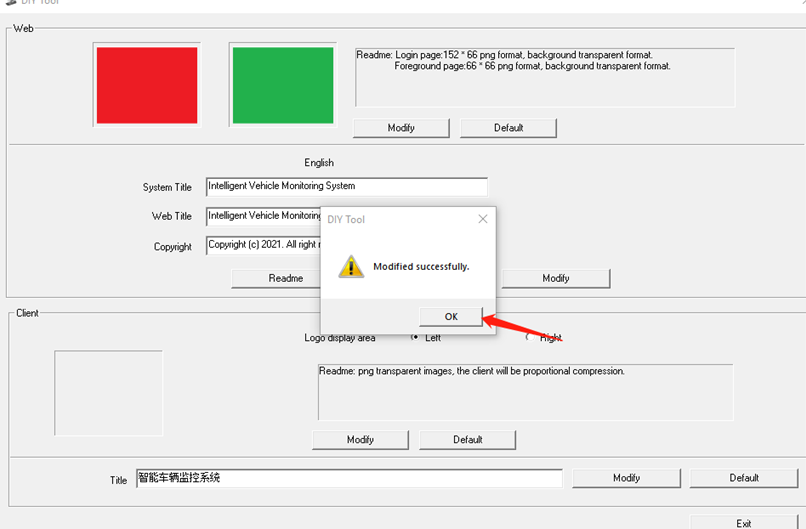 DIY Tool
Web
Readme: Login page:152 * 66 png format, background transparent format.
Foreground page:66 * 66 png format, background transparent format.
Modify
Default
English
System Title
Intelligent Vehicle Monitoring System
Web Title
Intelligent Vehicle Monitoring
Copyright
Copyright (c) 2021. All right
Readme
Modify
DIY Tool
Modified successfully.
OK
Client
Logo display area
Left
Right
Readme: png transparent images, the client will be proportional compression.
Modify
Default
Title
智能车辆监控系统
Modify
Default
Exit